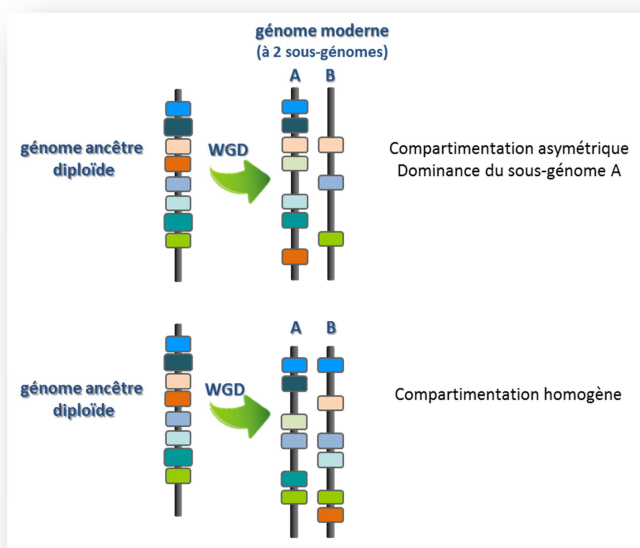 génome moderne
(à 2 sous-génomes)
A B
génome ancêtre
diploïde
WGD
Compartimentation asymétrique
Dominance du sous-génome A
A B
génome ancêtre
diploïde
WGD
Compartimentation homogène